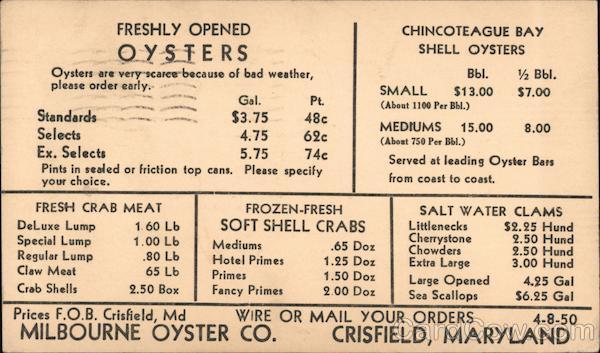 FRESHLY OPENED
OYSTERS
Oysters are very scarce because of bad weather,
please order early.
Gal. Pt.
Standards $3.75 48c
Selects 4.75 62c
Ex. Selects 5.75 74c
Pints in sealed or friction top cans. Please specify
your choice.
CHINCOTEAGUE BAY
SHELL OYSTERS
Bbl. ½ Bbl.
SMALL $13.00 $7.00
(About 1100 Per Bbl.)
MEDIUMS 15.00 8.00
(About 750 Per Bbl.)
Served at leading Oyster Bars
from coast to coast.
FRESH CRAB MEAT
DeLuxe Lump 1 60 Lb
Special Lump 1.00 Lb
Regular Lump .80 Lb
Claw Meat 65 Lb
Crab Shells 2.50 Box
FROZEN-FRESH
SOFT SHELL CRABS
Mediums .65 Doz
Hotel Primes 1.25 Doz
Primes 1.50 Doz
Fancy Primes 2.00 Doz
SALT WATER CLAMS
Littlenecks $2.25 Hund
Cherrystone 2.50 Hund
Chowders 2.50 Hund
Extra Large 3.00 Hund
Large Opened 4.25 Gal
Sea Scallops $6.25 Gal
Prices F.O.B. Crisfield, Md WIRE OR MAIL YOUR ORDERS 4-8-50
MILBOURNE OYSTER CO. CRISFIELD, MARYLAND
CardCow.com